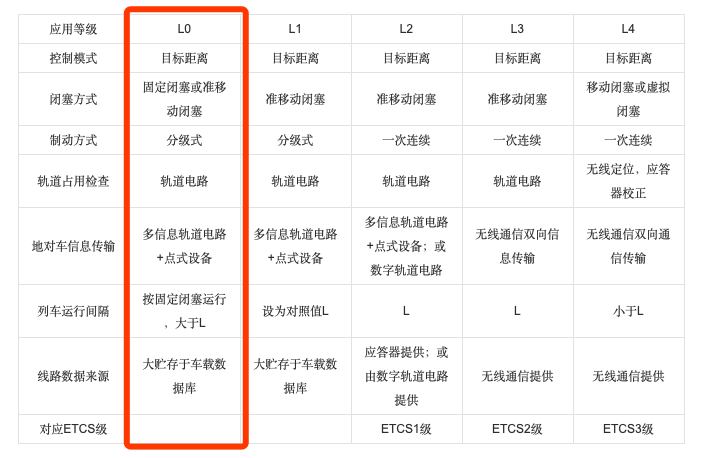 应用等级 L0 L1 L2 L3 L4
控制模式 目标距离 目标距离 目标距离 目标距离 目标距离
闭塞方式 固定闭塞或准移 准移动闭塞 准移动闭塞 准移动闭塞 移动闭塞或虚拟
动闭塞 闭塞
制动方式 分级式 分级式 一次连续 一次连续 一次连续
轨道占用检查 轨道电路 轨道电路 轨道电路 轨道电路 无线定位，应答
器校正
地对车信息传输 多信息轨道电路 多信息轨道电路 多信息轨道电路 无线通信双向信 无线通信双向通
+点式设备 +点式设备 +点式设备；或 息传输 信传输
数字轨道电路
列车运行间隔 按固定闭塞运行 设为对照值L L L 小于L
，大于L
线路数据来源 大贮存于车载数 大贮存于车载数 应答器提供；或 无线通信提供 无线通信提供
据库 据库 由数字轨道电路
提供
对应ETCS级 ETCS1级 ETCS2级 ETCS3级